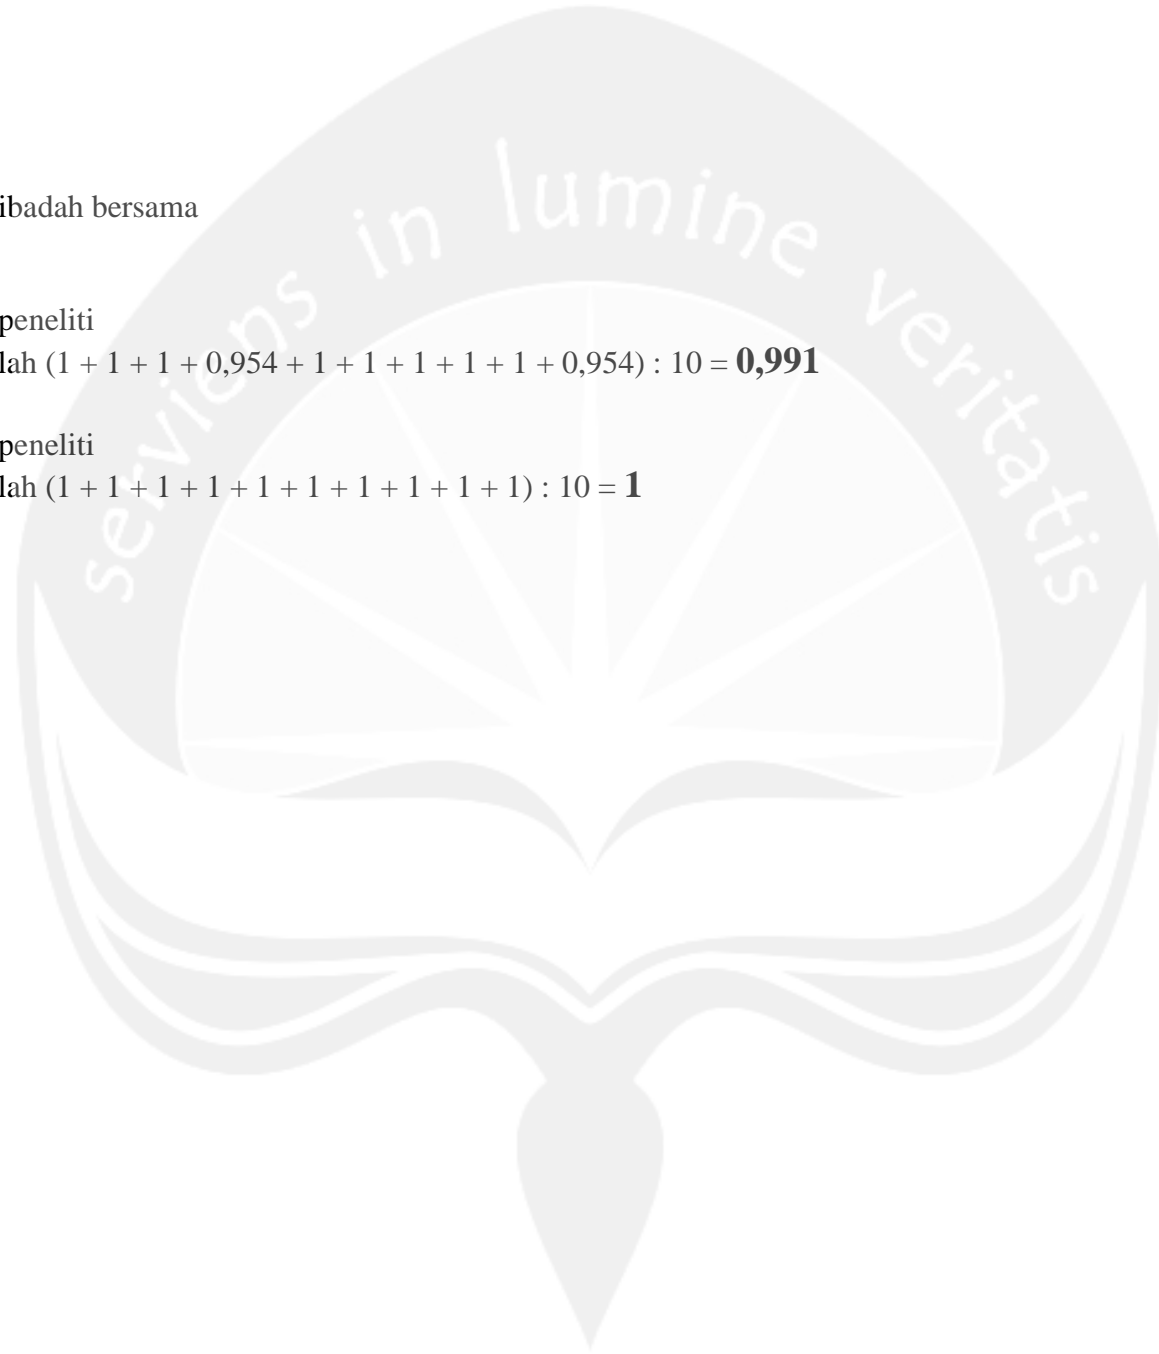 serviens in lumine veritatis
ibadah bersama
peneliti
lah (1 + 1 + 1 + 0,954 + 1 + 1 + 1 + 1 + 1 + 0,954) : 10 = 0,991
peneliti
lah (1 + 1 + 1 + 1 + 1 + 1 + 1 + 1 + 1 + 1) : 10 = 1